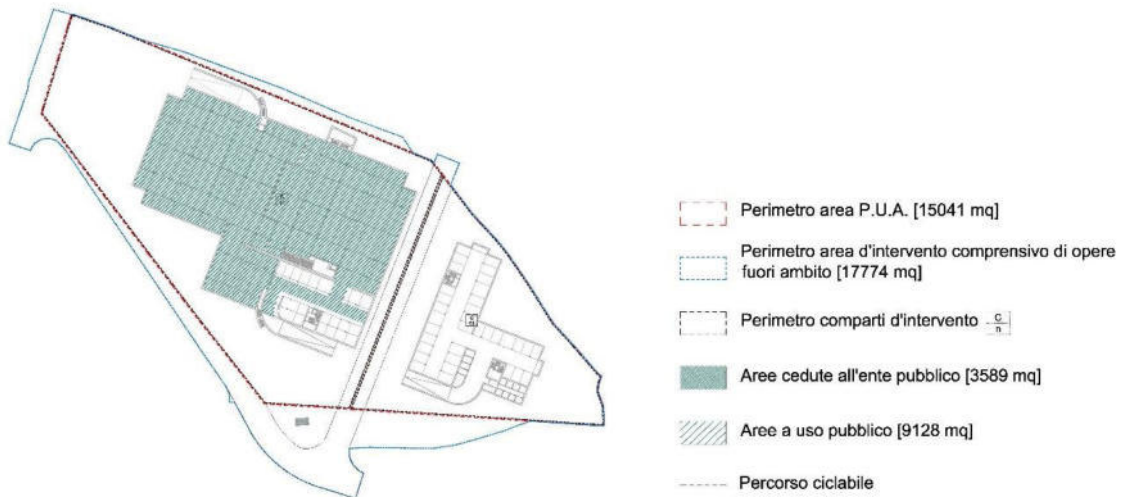 Perimetro area P.U.A. [15041 mq]
Perimetro area d'intervento comprensivo di opere
fuori ambito [17774 mq]
Perimetro comparti d'intervento C
n
Aree cedute all'ente pubblico [3589 mq]
Aree a uso pubblico [9128 mq]
Percorso ciclabile